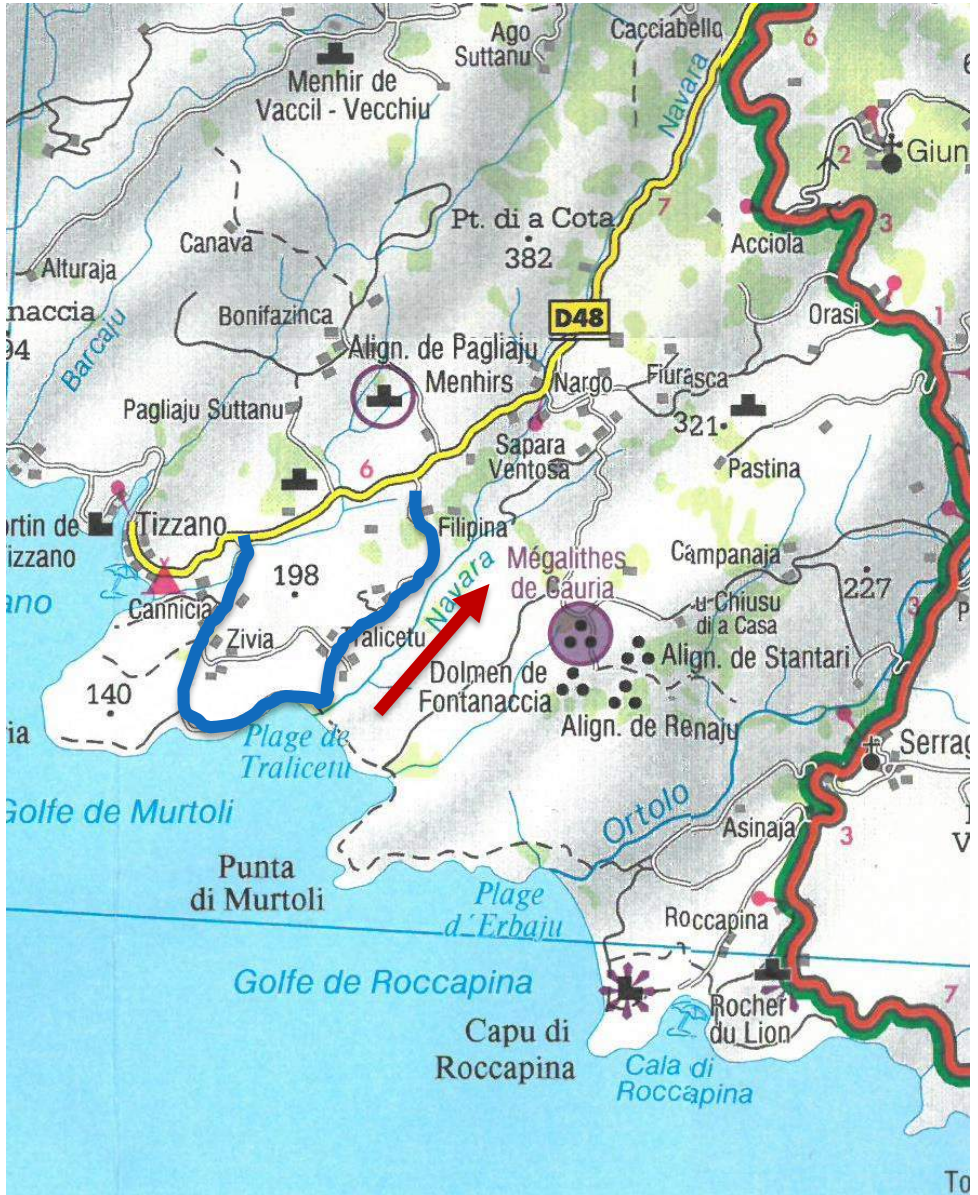 Ago
Suttanu
Cacciabello
6
Menhir de
Vaccil - Vecchiu
Navara
2
Giun
Pt. di a Cota
382
7
Canava
Acciola
3
Alturaja
naccia
94
Barcaju
Bonifazinca
D48
Orasi
1
Align. de Pagliaju
Menhirs
Nargo
Fiurasca
Pagliaju Suttanu
321
6
Sapara
Ventosa
Pastina
ortin de
izzano
Tizzano
Filipina
Navara
Mégalithes
de Cauria
Campanaja
198
227
3
P
ano
Cannicia
u Chiusu
di a Casa
Zivia
Tralicetu
Align. de Stantari
140
Dolmen de
Fontanaccia
Align. de Renaju
ia
Plage de
Tralicetu
Serrag
Golfe de Murtoli
Ortolo
Asinaja
3
V
Punta
di Murtoli
Plage
d'Erbaju
Roccapina
Golfe de Roccapina
7
Rocher
du Lion
Capu di
Roccapina
Cala di
Roccapina
To